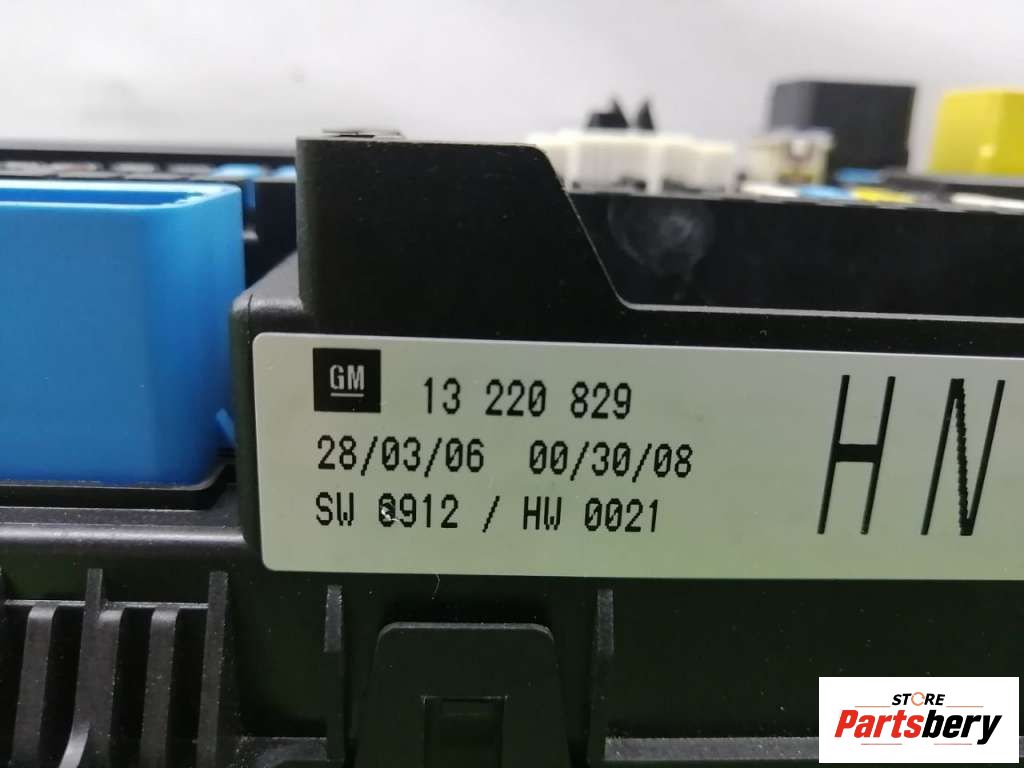 GM 13 220 829
28/03/06 00/30/08
SW 0912 / HW 0021
HN
STORE
Partsbery